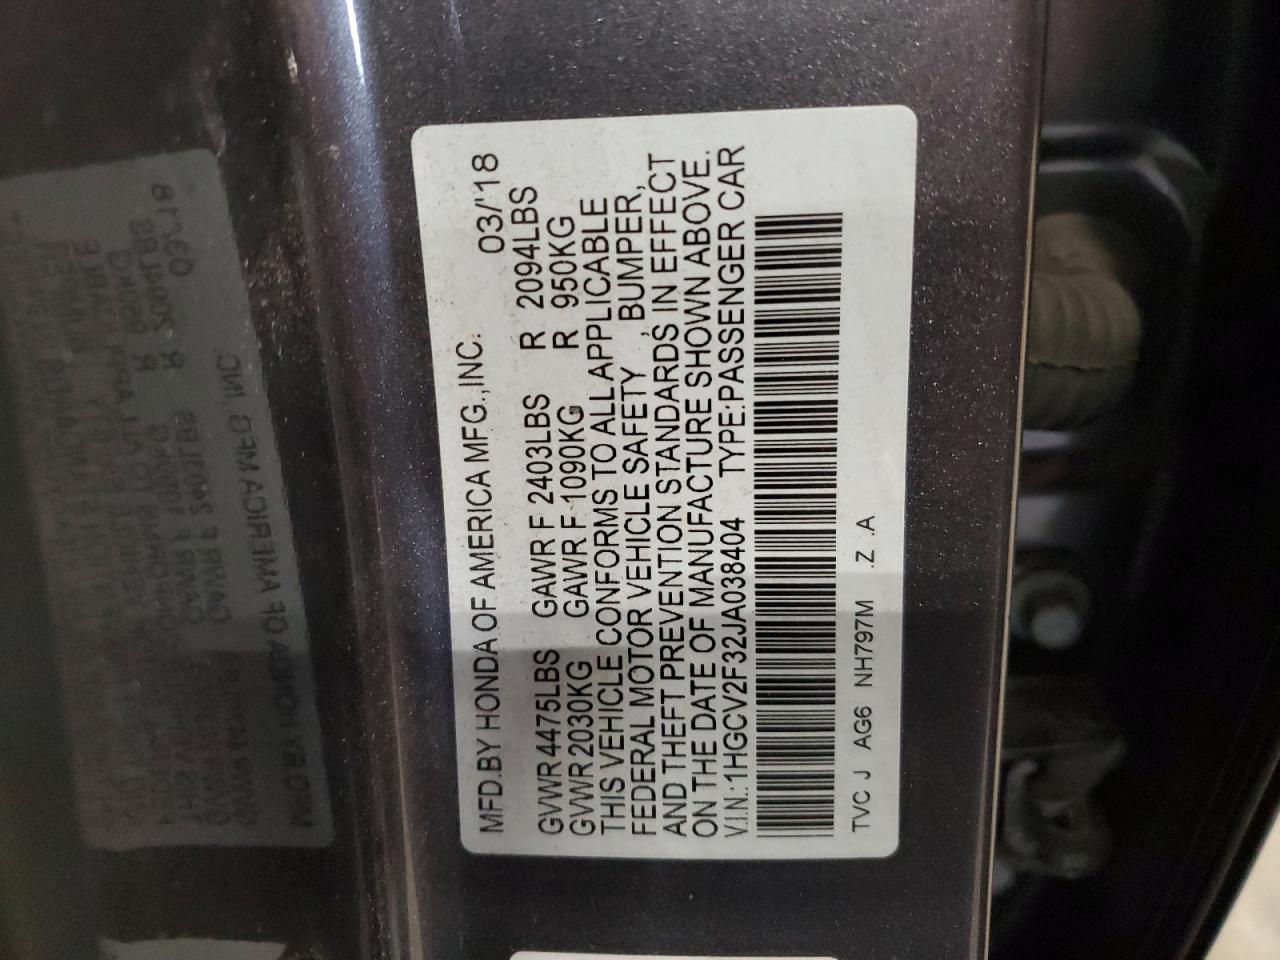 MFD.BY HONDA OF AMERICA MFG.,INC. 03/'18
GVWR 4475LBS GAWR F 2403LBS R 2094LBS
GVWR 2030KG GAWR F 1090KG R 950KG
THIS VEHICLE CONFORMS TO ALL APPLICABLE
FEDERAL MOTOR VEHICLE SAFETY , BUMPER,
AND THEFT PREVENTION STANDARDS IN EFFECT
ON THE DATE OF MANUFACTURE SHOWN ABOVE.
V.I.N.:1HGCV2F32JA038404 TYPE:PASSENGER CAR
TVC J AG6 NH797M .Z .A